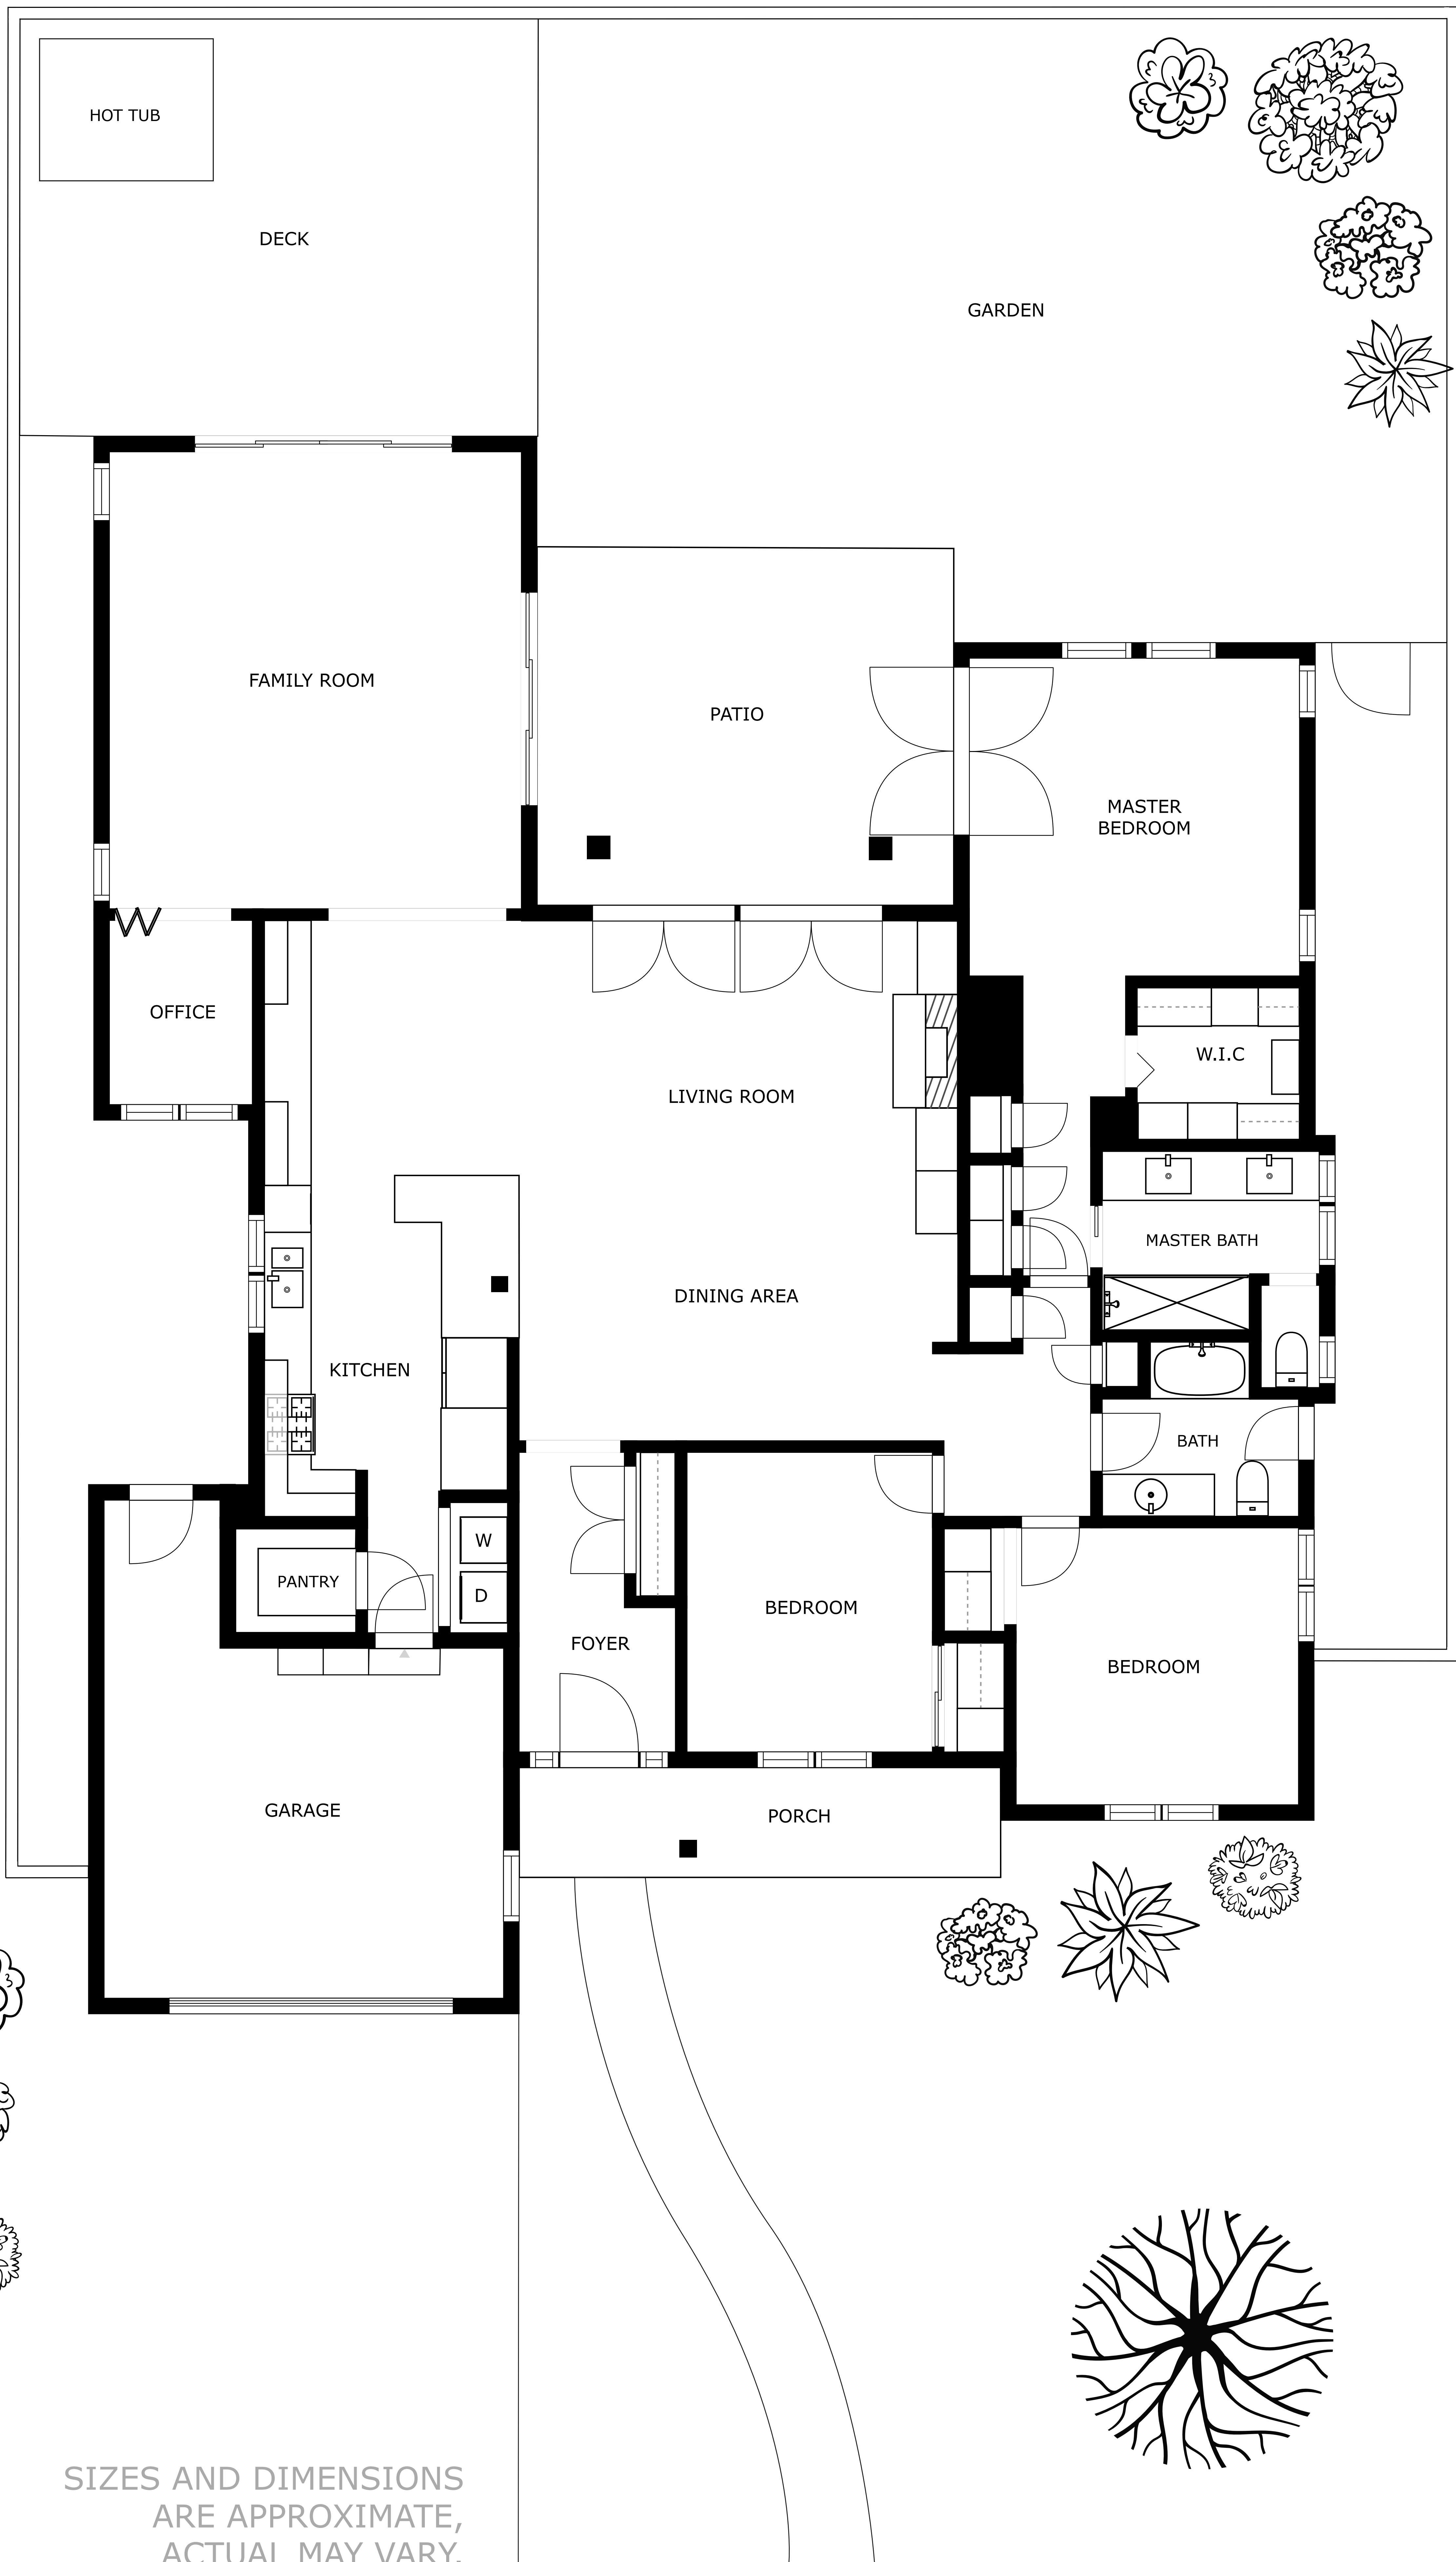 HOT TUB
DECK
GARDEN
FAMILY ROOM
PATIO
MASTER
BEDROOM
OFFICE
W.I.C
LIVING ROOM
MASTER BATH
DINING AREA
KITCHEN
BATH
W
PANTRY
D
BEDROOM
FOYER
BEDROOM
GARAGE
PORCH
SIZES AND DIMENSIONS
ARE APPROXIMATE,
ACTUAL MAY VARY.